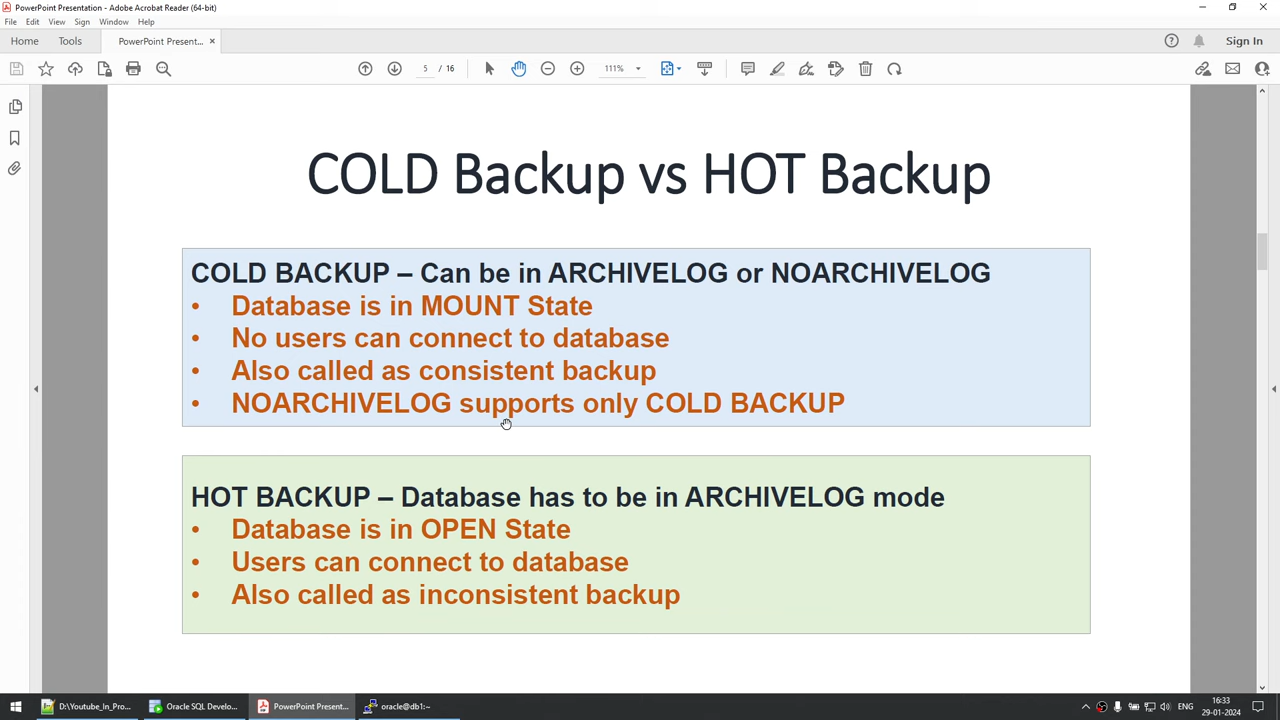 PowerPoint Presentation - Adobe Acrobat Reader (64-bit)
File Edit View Sign Window Help
Home Tools PowerPoint Present... × Sign In
5 / 16 111%
COLD Backup vs HOT Backup
COLD BACKUP – Can be in ARCHIVELOG or NOARCHIVELOG
• Database is in MOUNT State
• No users can connect to database
• Also called as consistent backup
• NOARCHIVELOG supports only COLD BACKUP
HOT BACKUP – Database has to be in ARCHIVELOG mode
• Database is in OPEN State
• Users can connect to database
• Also called as inconsistent backup
D:\Youtube_In_Pro... Oracle SQL Develo... PowerPoint Present... oracle@db1:~ ENG 16:33
29-01-2024